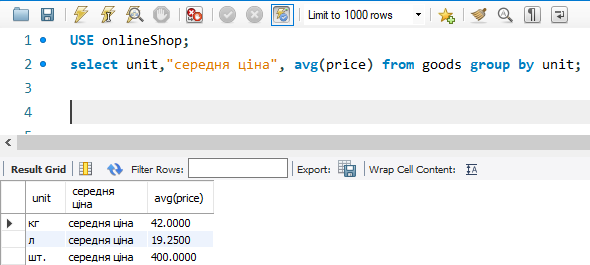 Limit to 1000 rows
1 USE onlineShop;
2 select unit,"середня ціна", avg(price) from goods group by unit;
3
4
Result Grid Filter Rows: Export: Wrap Cell Content:
unit середня ціна avg(price)
кг середня ціна 42.0000
л середня ціна 19.2500
шт. середня ціна 400.0000